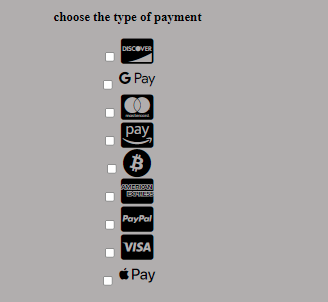 choose the type of payment
DISCOVER
G Pay
mastercard
pay
AMERICAN
EXPRESS
PayPal
VISA
Pay